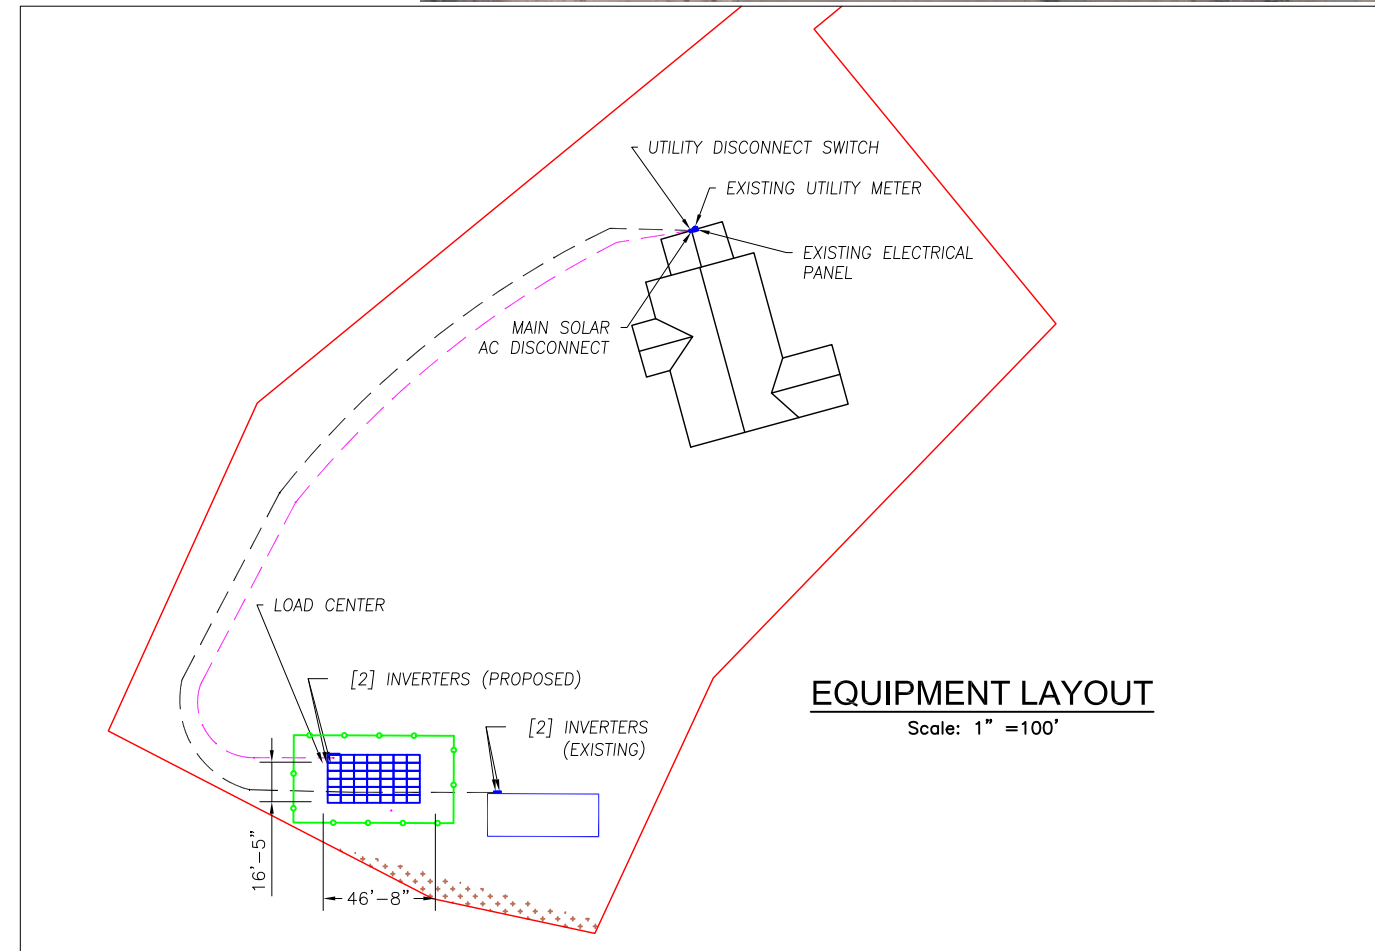 UTILITY DISCONNECT SWITCH
EXISTING UTILITY METER
EXISTING ELECTRICAL
PANEL
MAIN SOLAR
AC DISCONNECT
LOAD CENTER
[2] INVERTERS (PROPOSED)
[2] INVERTERS
(EXISTING)
EQUIPMENT LAYOUT
Scale: 1" =100'
16'-5"
46'-8"